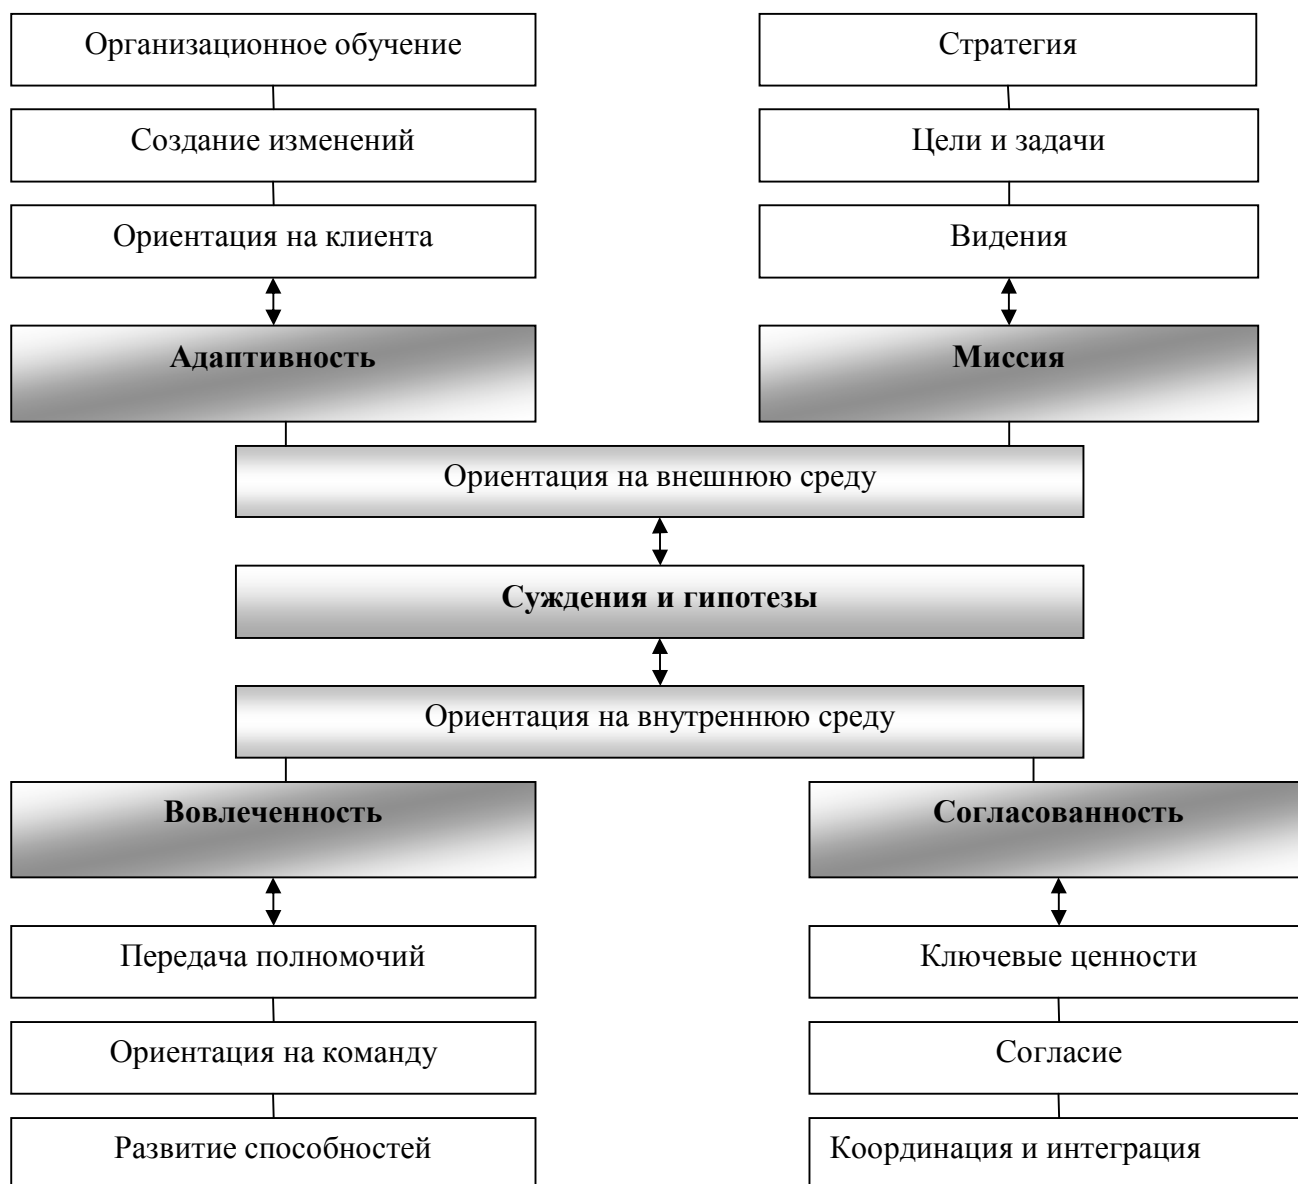 Организационное обучение
Стратегия
Создание изменений
Цели и задачи
Ориентация на клиента
Видения
Адаптивность
Миссия
Ориентация на внешнюю среду
Суждения и гипотезы
Ориентация на внутреннюю среду
Вовлеченность
Согласованность
Передача полномочий
Ключевые ценности
Ориентация на команду
Согласие
Развитие способностей
Координация и интеграция